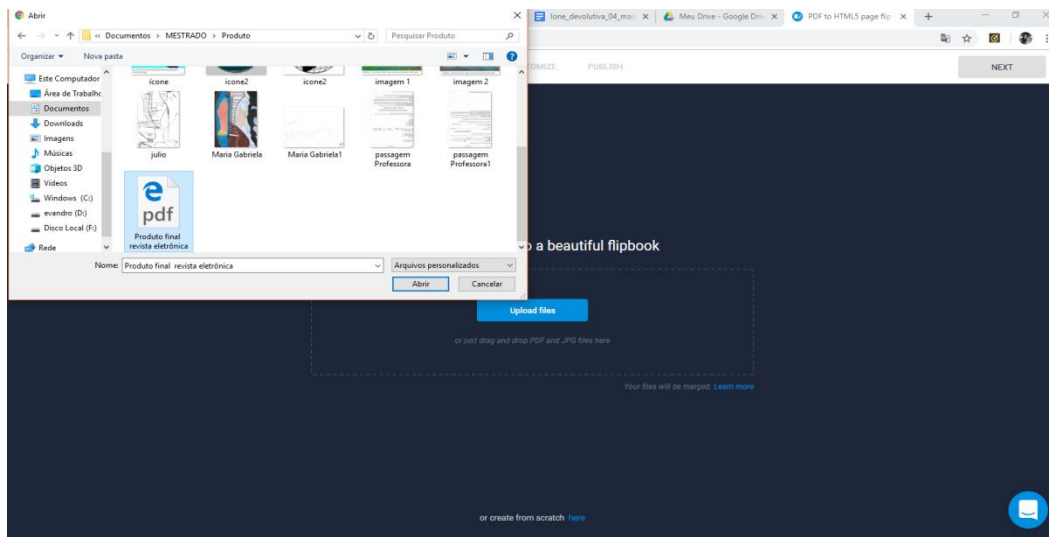 Abrir
« Documentos › MESTRADO › Produto
Pesquisar Produto
Organizar
Nova pasta
Este Computador
Área de Trabalho
Documentos
Downloads
Imagens
Músicas
Objetos 3D
Vídeos
Windows (C:)
evandro (D:)
Disco Local (F:)
Rede
ícone
icone2
icone2
imagem 1
imagem 2
julio
Maria Gabriela
Maria Gabriela1
passagem
Professora
passagem
Professora1
pdf
Produto final
revista eletrônica
Nome:
Produto final revista eletrônica
Arquivos personalizados
Abrir
Cancelar
Ione_devolutiva_04_mar
Meu Drive - Google Driv
PDF to HTML5 page flip
PUBLISH
NEXT
a beautiful flipbook
Upload files
or just drag and drop PDF and JPG files here
Your files will be merged. Learn more
or create from scratch here